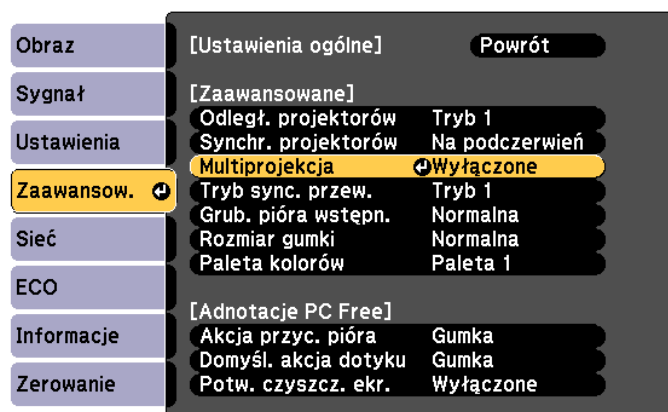 Obraz
Sygnał
Ustawienia
Zaawansow.
Sieć
ECO
Informacje
Zerowanie
[Ustawienia ogólne] Powrót
[Zaawansowane]
Odległ. projektorów Tryb 1
Synchr. projektorów Na podczerwień
Multiprojekcja Wyłączone
Tryb sync. przew. Tryb 1
Grub. pióra wstępn. Normalna
Rozmiar gumki Normalna
Paleta kolorów Paleta 1
[Adnotacje PC Free]
Akcja przyc. pióra Gumka
Domyśl. akcja dotyku Gumka
Potw. czyszcz. ekr. Wyłączone